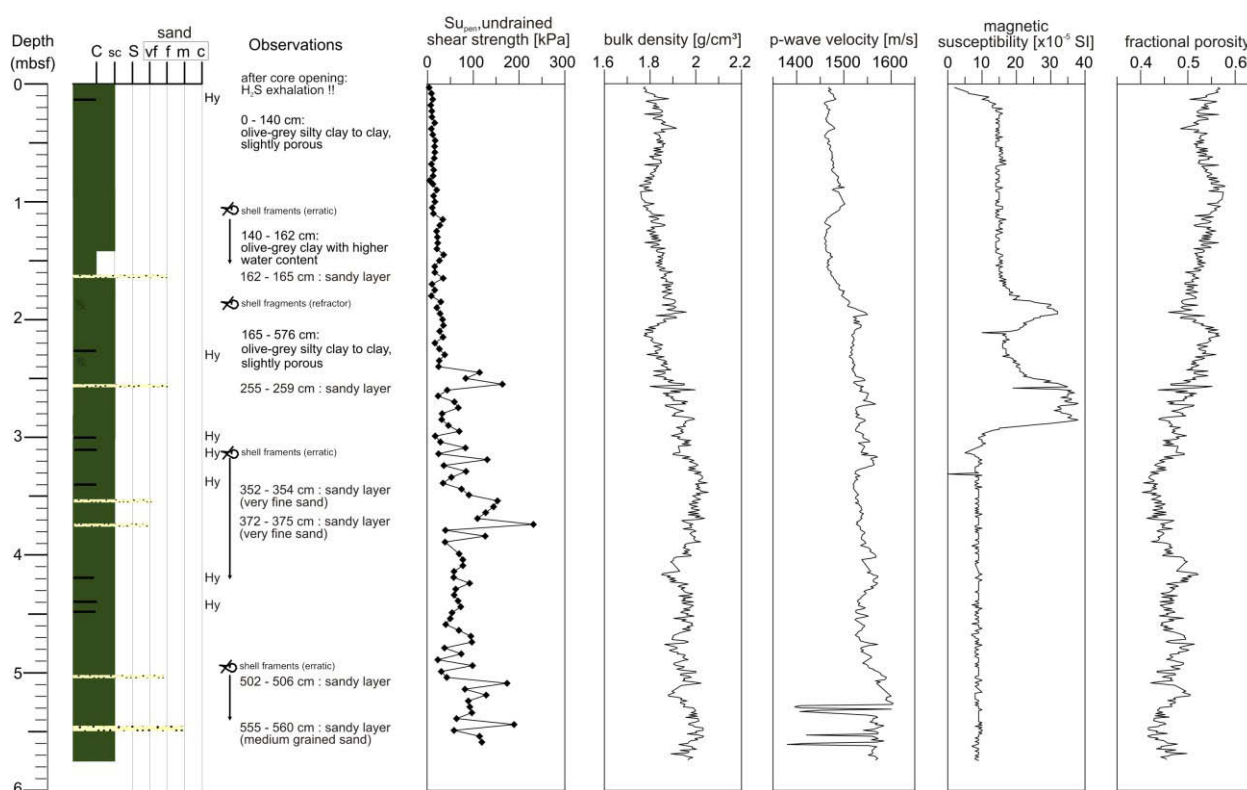 Depth
(mbsf)
sand
C sc S vf f m c
Observations
Su pen, undrained
shear strength [kPa]
0 100 200 300
bulk density [g/cm³]
1.6 1.8 2 2.2
p-wave velocity [m/s]
1400 1500 1600
magnetic
susceptibility [x10-5 SI]
0 10 20 30 40
fractional porosity
0.4 0.5 0.6
0
1
2
3
4
5
6
after core opening:
H2S exhalation !!
Hy
0 - 140 cm:
olive-grey silty clay to clay,
slightly porous
shell framents (erratic)
140 - 162 cm:
olive-grey clay with higher
water content
162 - 165 cm : sandy layer
shell fragments (refractor)
165 - 576 cm:
Hy
olive-grey silty clay to clay,
slightly porous
255 - 259 cm: sandy layer
Hy
Hy
shell framents (erratic)
Hy
352 - 354 cm : sandy layer
(very fine sand)
372 - 375 cm : sandy layer
(very fine sand)
Hy
Hy
shell framents (erratic)
502 - 506 cm : sandy layer
555 - 560 cm : sandy layer
(medium grained sand)